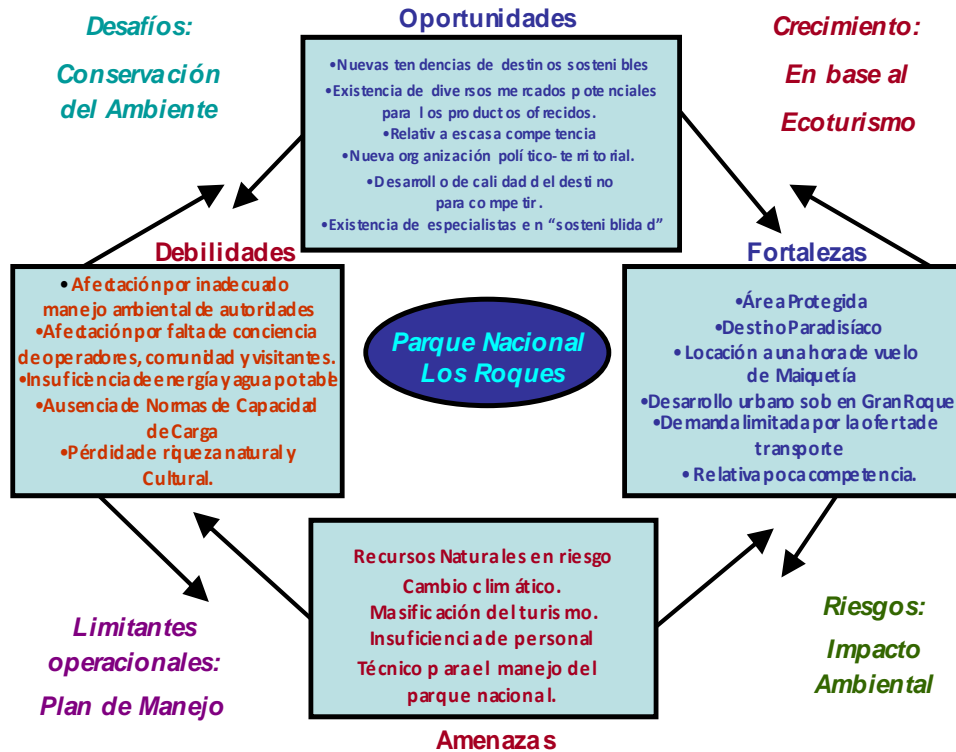 Oportunidades
Desafíos:
Conservación
del Ambiente
Crecimiento:
En base al
Ecoturismo
•Nuevas tendencias de destinos sostenibles
•Existencia de diversos mercados potenciales
para los productos ofrecidos.
•Relativa escasa competencia
•Nueva organización político-territorial.
•Desarrollo de calidad del destino
para competir.
•Existencia de especialistas en “sosteniblidad”
Debilidades
•Afectación por inadecuado
manejo ambiental de autoridades
•Afectación por falta de conciencia
de operadores, comunidad y visitantes.
•Insuficiencia de energía y agua potable
•Ausencia de Normas de Capacidad
de Carga
•Pérdida de riqueza natural y
Cultural.
Parque Nacional
Los Roques
Fortalezas
•Área Protegida
•Destino Paradisíaco
•Locación a una hora de vuelo
de Maiquetía
•Desarrollo urbano solo en Gran Roque
•Demanda limitada por la oferta de
transporte
•Relativa poca competencia.
Recursos Naturales en riesgo
Cambio climático.
Masificación del turismo.
Insuficiencia de personal
Técnico para el manejo del
parque nacional.
Amenazas
Limitantes
operacionales:
Plan de Manejo
Riesgos:
Impacto
Ambiental